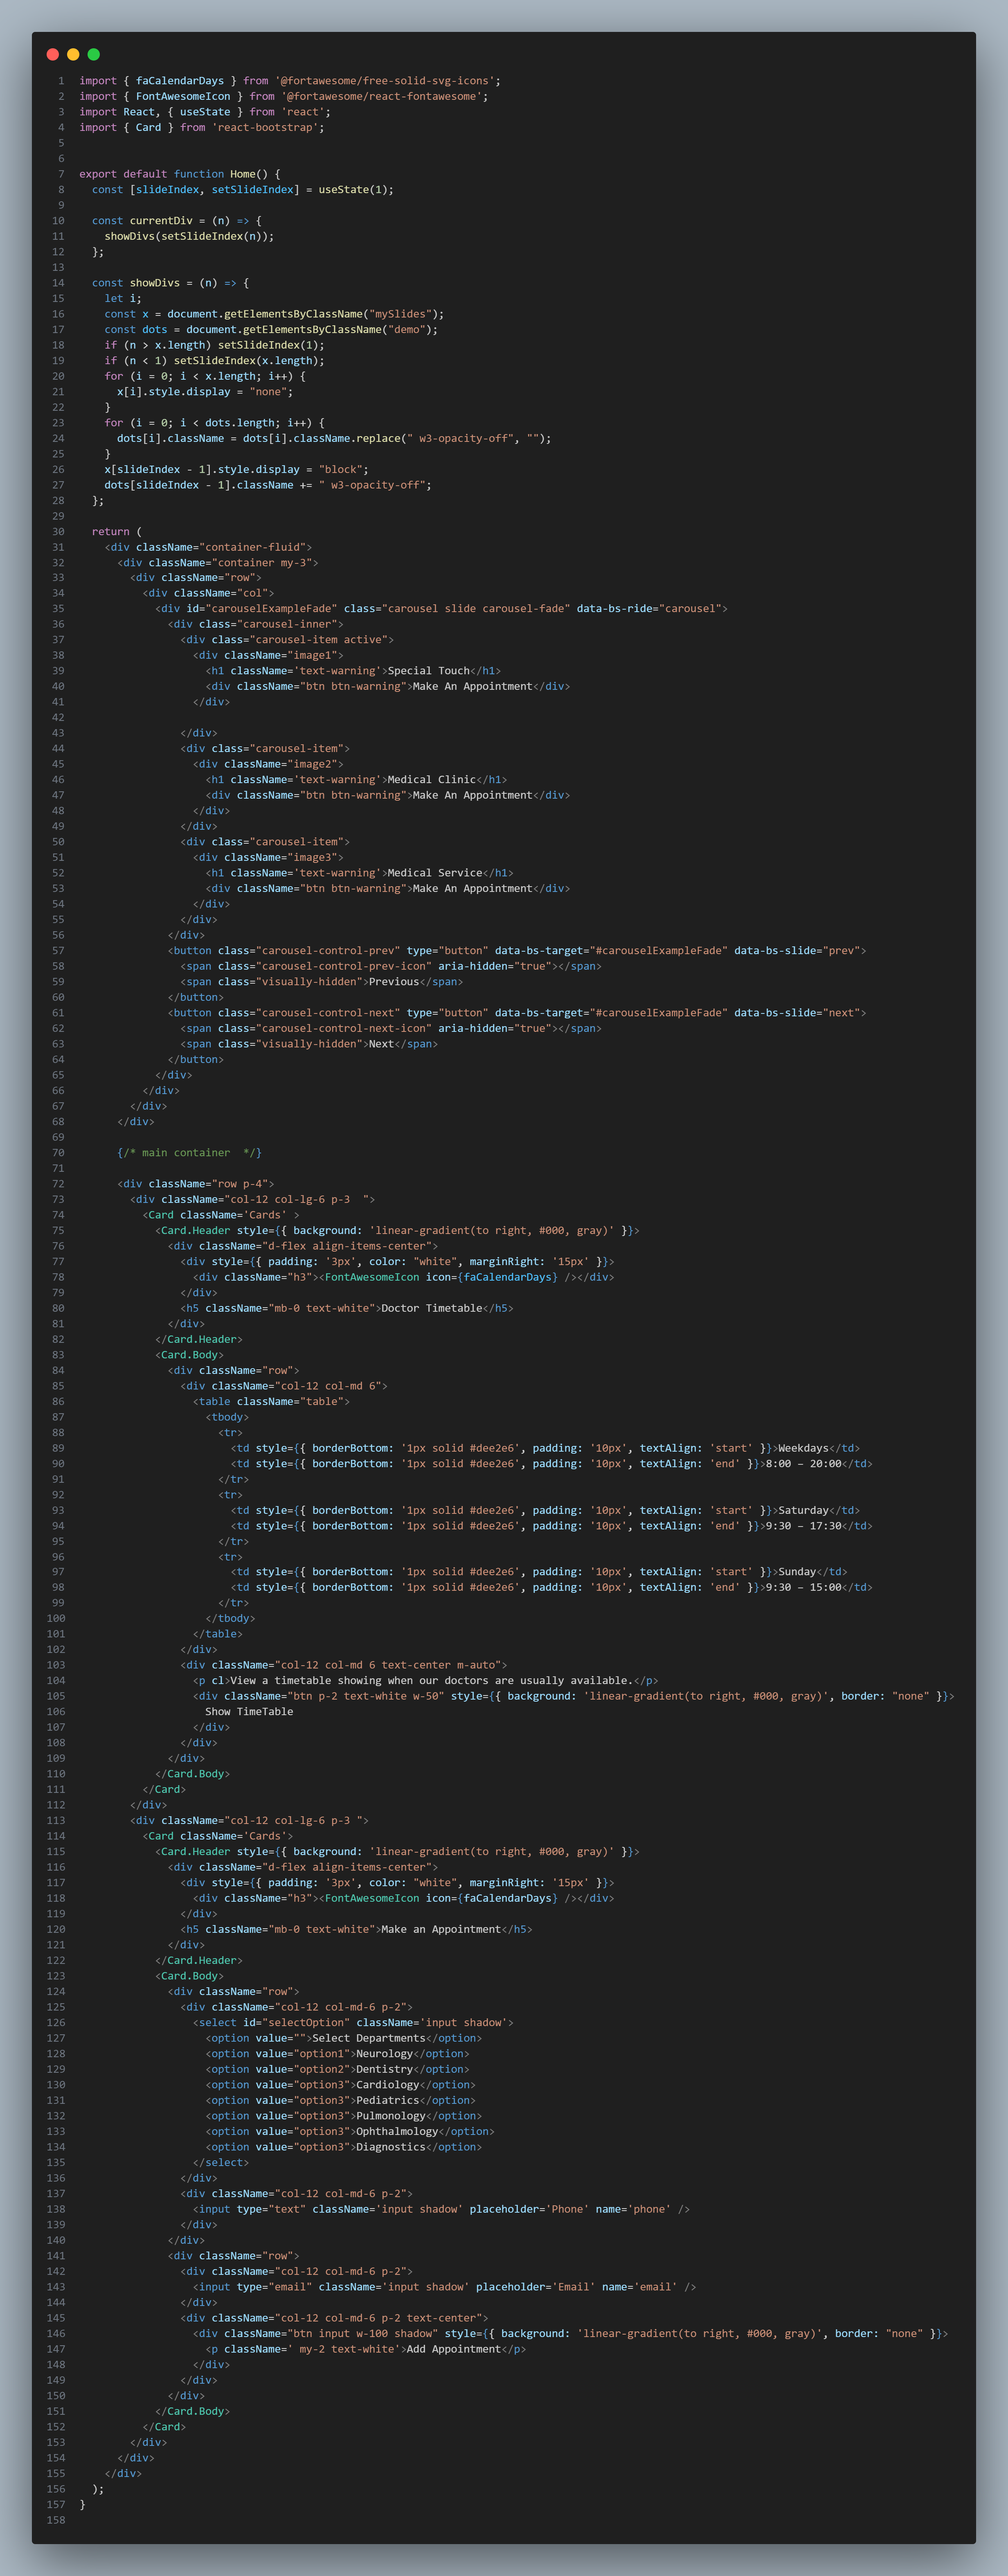 1 import { faCalendarDays } from '@fortawesome/free-solid-svg-icons';
2 import { FontAwesomeIcon } from '@fortawesome/react-fontawesome';
3 import React, { useState } from 'react';
4 import { Card } from 'react-bootstrap';
5
6
7 export default function Home() {
8   const [slideIndex, setSlideIndex] = useState(1);
9
10   const currentDiv = (n) => {
11     showDivs(setSlideIndex(n));
12   };
13
14   const showDivs = (n) => {
15     let i;
16     const x = document.getElementsByClassName("mySlides");
17     const dots = document.getElementsByClassName("demo");
18     if (n > x.length) setSlideIndex(1);
19     if (n < 1) setSlideIndex(x.length);
20     for (i = 0; i < x.length; i++) {
21       x[i].style.display = "none";
22     }
23     for (i = 0; i < dots.length; i++) {
24       dots[i].className = dots[i].className.replace(" w3-opacity-off", "");
25     }
26     x[slideIndex - 1].style.display = "block";
27     dots[slideIndex - 1].className += " w3-opacity-off";
28   };
29
30   return (
31     <div className="container-fluid">
32       <div className="container my-3">
33         <div className="row">
34           <div className="col">
35             <div id="carouselExampleFade" class="carousel slide carousel-fade" data-bs-ride="carousel">
36               <div class="carousel-inner">
37                 <div class="carousel-item active">
38                   <div className="image1">
39                     <h1 className='text-warning'>Special Touch</h1>
40                     <div className="btn btn-warning">Make An Appointment</div>
41                   </div>
42
43                 </div>
44                 <div class="carousel-item">
45                   <div className="image2">
46                     <h1 className='text-warning'>Medical Clinic</h1>
47                     <div className="btn btn-warning">Make An Appointment</div>
48                   </div>
49                 </div>
50                 <div class="carousel-item">
51                   <div className="image3">
52                     <h1 className='text-warning'>Medical Service</h1>
53                     <div className="btn btn-warning">Make An Appointment</div>
54                   </div>
55                 </div>
56               </div>
57               <button class="carousel-control-prev" type="button" data-bs-target="#carouselExampleFade" data-bs-slide="prev">
58                 <span class="carousel-control-prev-icon" aria-hidden="true"></span>
59                 <span class="visually-hidden">Previous</span>
60               </button>
61               <button class="carousel-control-next" type="button" data-bs-target="#carouselExampleFade" data-bs-slide="next">
62                 <span class="carousel-control-next-icon" aria-hidden="true"></span>
63                 <span class="visually-hidden">Next</span>
64               </button>
65             </div>
66           </div>
67         </div>
68       </div>
69
70       {/* main container  */}
71
72       <div className="row p-4">
73         <div className="col-12 col-lg-6 p-3  ">
74           <Card className='Cards' >
75             <Card.Header style={{ background: 'linear-gradient(to right, #000, gray)' }}>
76               <div className="d-flex align-items-center">
77                 <div style={{ padding: '3px', color: "white", marginRight: '15px' }}>
78                   <div className="h3"><FontAwesomeIcon icon={faCalendarDays} /></div>
79                 </div>
80                 <h5 className="mb-0 text-white">Doctor Timetable</h5>
81               </div>
82             </Card.Header>
83             <Card.Body>
84               <div className="row">
85                 <div className="col-12 col-md 6">
86                   <table className="table">
87                     <tbody>
88                       <tr>
89                         <td style={{ borderBottom: '1px solid #dee2e6', padding: '10px', textAlign: 'start' }}>Weekdays</td>
90                         <td style={{ borderBottom: '1px solid #dee2e6', padding: '10px', textAlign: 'end' }}>8:00 – 20:00</td>
91                       </tr>
92                       <tr>
93                         <td style={{ borderBottom: '1px solid #dee2e6', padding: '10px', textAlign: 'start' }}>Saturday</td>
94                         <td style={{ borderBottom: '1px solid #dee2e6', padding: '10px', textAlign: 'end' }}>9:30 – 17:30</td>
95                       </tr>
96                       <tr>
97                         <td style={{ borderBottom: '1px solid #dee2e6', padding: '10px', textAlign: 'start' }}>Sunday</td>
98                         <td style={{ borderBottom: '1px solid #dee2e6', padding: '10px', textAlign: 'end' }}>9:30 – 15:00</td>
99                       </tr>
100                     </tbody>
101                   </table>
102                 </div>
103                 <div className="col-12 col-md 6 text-center m-auto">
104                   <p cl>View a timetable showing when our doctors are usually available.</p>
105                   <div className="btn p-2 text-white w-50" style={{ background: 'linear-gradient(to right, #000, gray)', border: "none" }}>
106                     Show TimeTable
107                   </div>
108                 </div>
109               </div>
110             </Card.Body>
111           </Card>
112         </div>
113         <div className="col-12 col-lg-6 p-3 ">
114           <Card className='Cards'>
115             <Card.Header style={{ background: 'linear-gradient(to right, #000, gray)' }}>
116               <div className="d-flex align-items-center">
117                 <div style={{ padding: '3px', color: "white", marginRight: '15px' }}>
118                   <div className="h3"><FontAwesomeIcon icon={faCalendarDays} /></div>
119                 </div>
120                 <h5 className="mb-0 text-white">Make an Appointment</h5>
121               </div>
122             </Card.Header>
123             <Card.Body>
124               <div className="row">
125                 <div className="col-12 col-md-6 p-2">
126                   <select id="selectOption" className='input shadow'>
127                     <option value="">Select Departments</option>
128                     <option value="option1">Neurology</option>
129                     <option value="option2">Dentistry</option>
130                     <option value="option3">Cardiology</option>
131                     <option value="option3">Pediatrics</option>
132                     <option value="option3">Pulmonology</option>
133                     <option value="option3">Ophthalmology</option>
134                     <option value="option3">Diagnostics</option>
135                   </select>
136                 </div>
137                 <div className="col-12 col-md-6 p-2">
138                   <input type="text" className='input shadow' placeholder='Phone' name='phone' />
139                 </div>
140               </div>
141               <div className="row">
142                 <div className="col-12 col-md-6 p-2">
143                   <input type="email" className='input shadow' placeholder='Email' name='email' />
144                 </div>
145                 <div className="col-12 col-md-6 p-2 text-center">
146                   <div className="btn input w-100 shadow" style={{ background: 'linear-gradient(to right, #000, gray)', border: "none" }}>
147                     <p className=' my-2 text-white'>Add Appointment</p>
148                   </div>
149                 </div>
150               </div>
151             </Card.Body>
152           </Card>
153         </div>
154       </div>
155     </div>
156   );
157 }
158